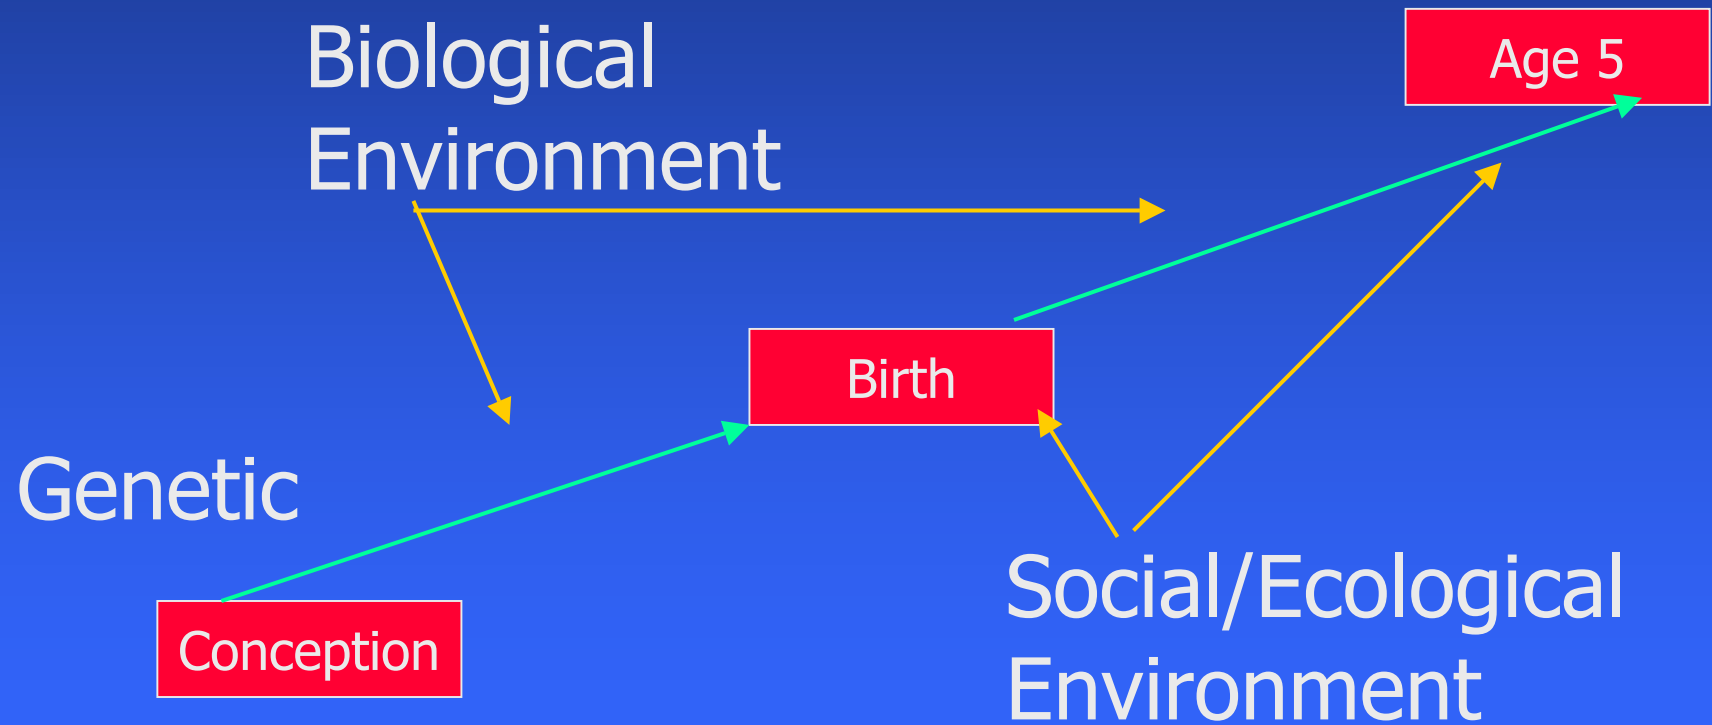 Biological
Environment
Age 5
Birth
Genetic
Conception
Social/Ecological
Environment